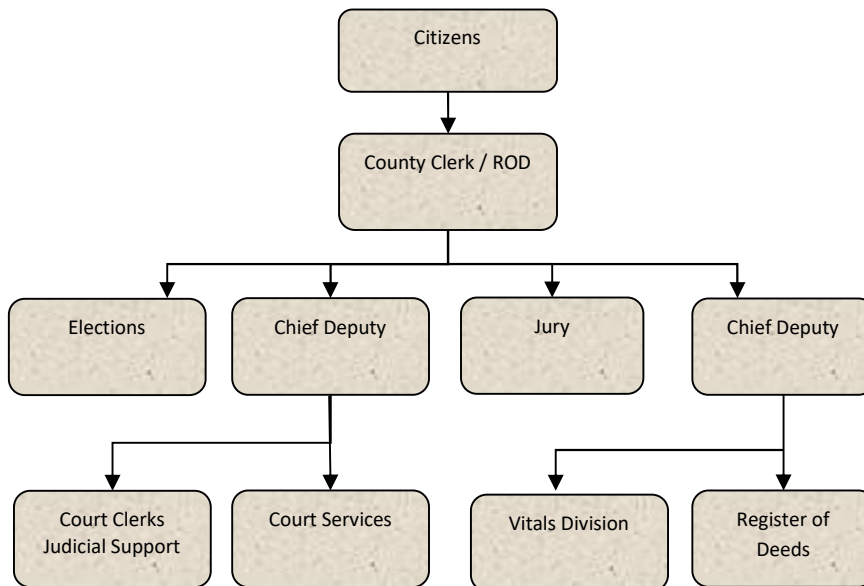 Citizens
County Clerk / ROD
Elections
Chief Deputy
Jury
Chief Deputy
Court Clerks
Judicial Support
Court Services
Vitals Division
Register of
Deeds